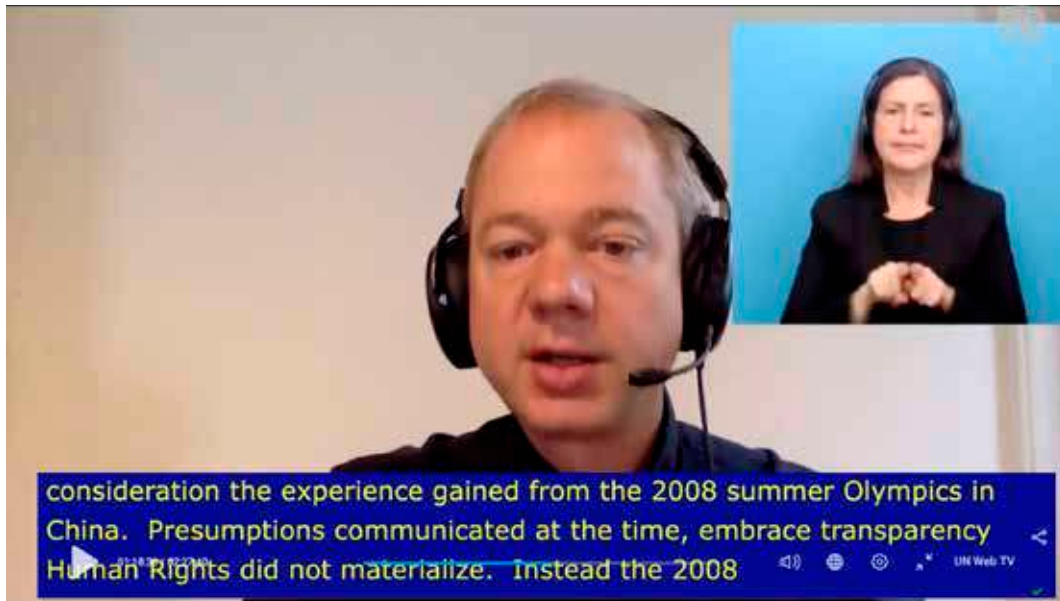 consideration the experience gained from the 2008 summer Olympics in
China. Presumptions communicated at the time, embrace transparency
Human Rights did not materialize. Instead the 2008
UN Web TV